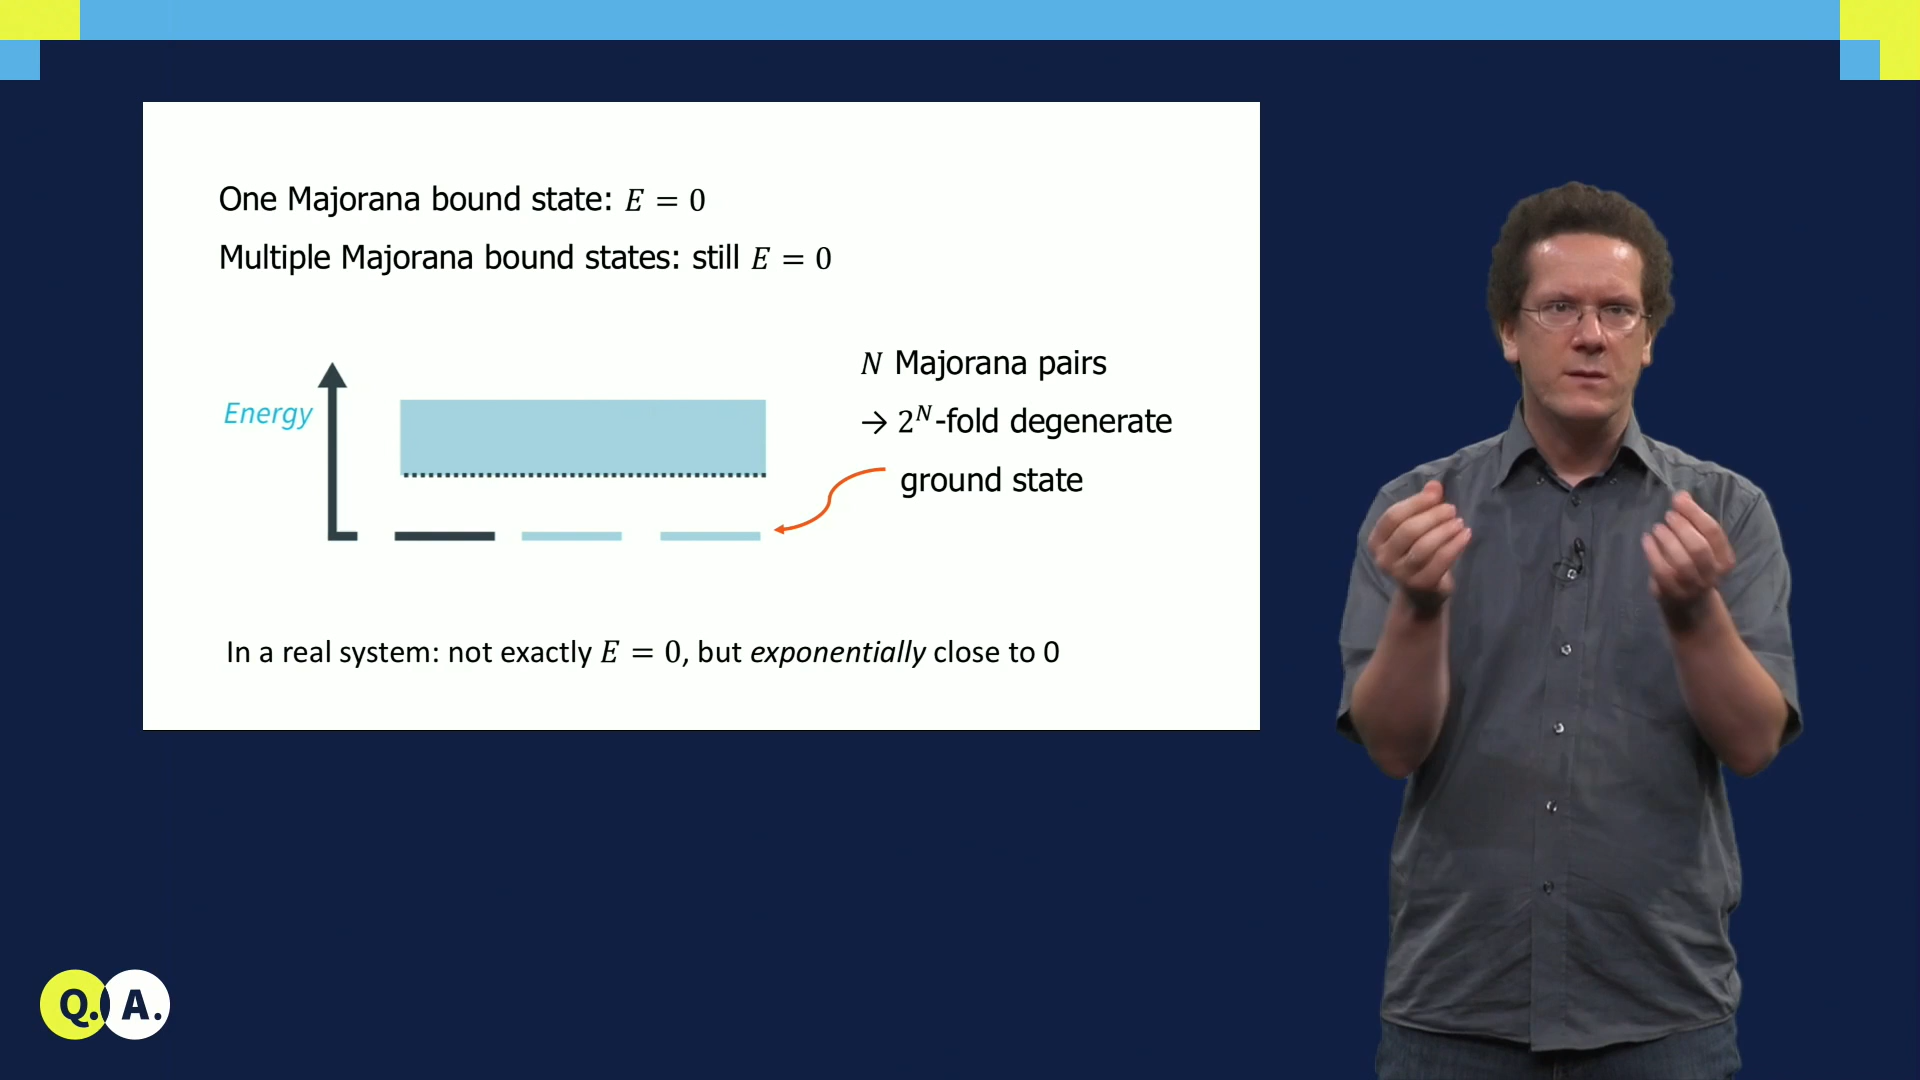 One Majorana bound state: E = 0
Multiple Majorana bound states: still E = 0
Energy
N Majorana pairs
→ 2^N-fold degenerate
ground state
In a real system: not exactly E = 0, but exponentially close to 0
Q. A.